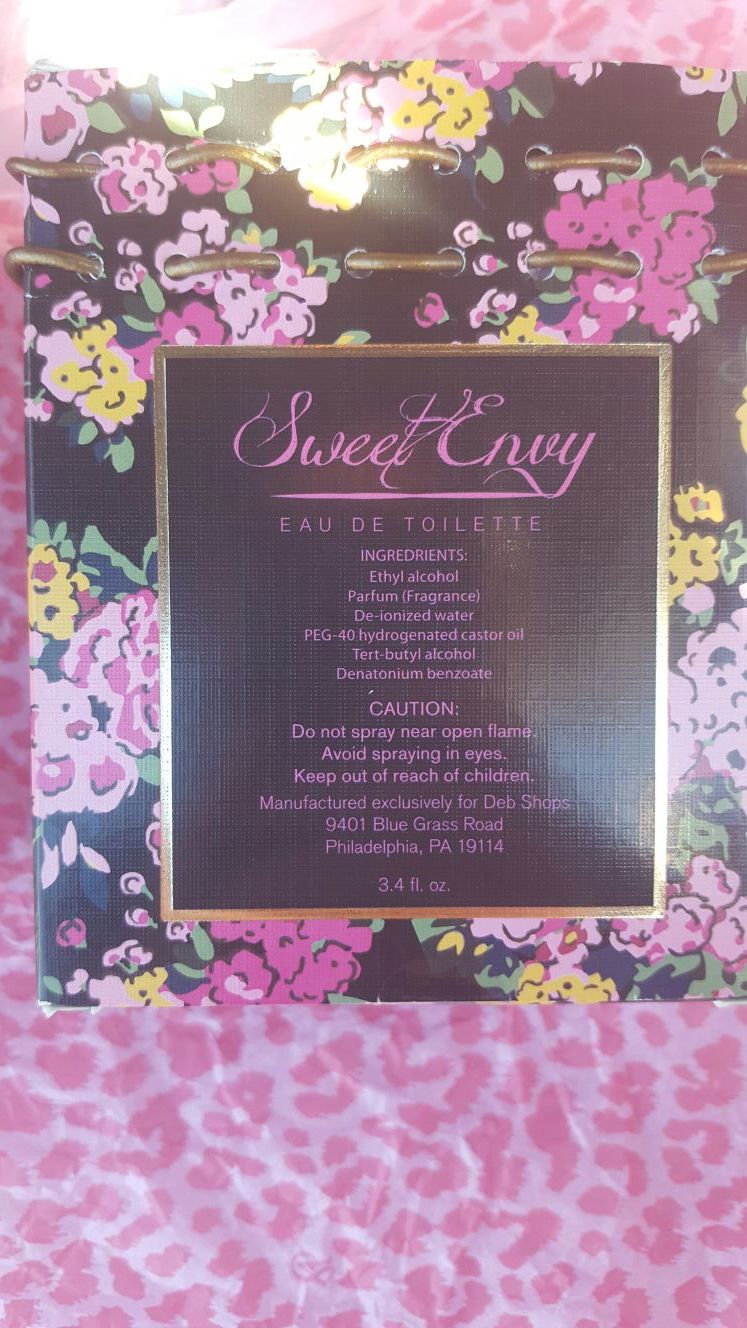 Sweet Envy
EAU DE TOILETTE
INGREDRIENTS:
Ethyl alcohol
Parfum (Fragrance)
De-ionized water
PEG-40 hydrogenated castor oil
Tert-butyl alcohol
Denatonium benzoate
CAUTION:
Do not spray near open flame.
Avoid spraying in eyes.
Keep out of reach of children.
Manufactured exclusively for Deb Shops
9401 Blue Grass Road
Philadelphia, PA 19114
3.4 fl. oz.